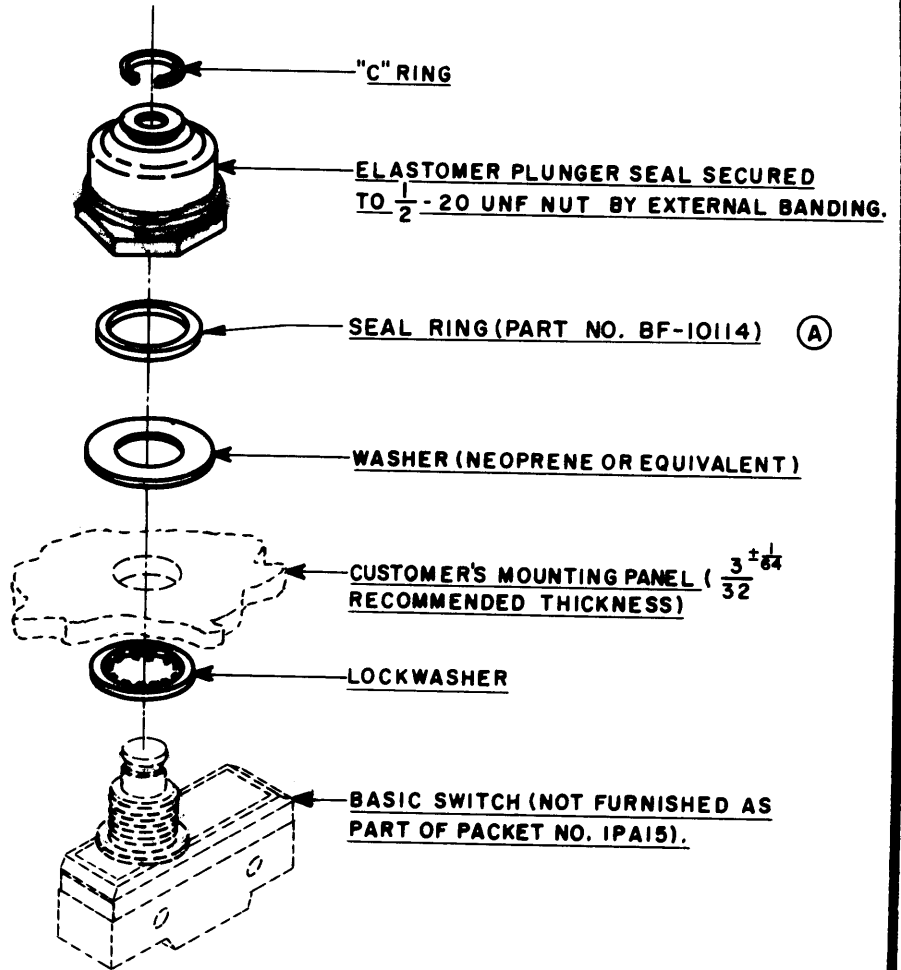 "C" RING
ELASTOMER PLUNGER SEAL SECURED
TO 1/2 - 20 UNF NUT BY EXTERNAL BANDING.
SEAL RING (PART NO. BF-10114) A
WASHER (NEOPRENE OR EQUIVALENT)
CUSTOMER'S MOUNTING PANEL ( 3/32 ± 1/64
RECOMMENDED THICKNESS)
LOCKWASHER
BASIC SWITCH (NOT FURNISHED AS
PART OF PACKET NO. 1PA15).